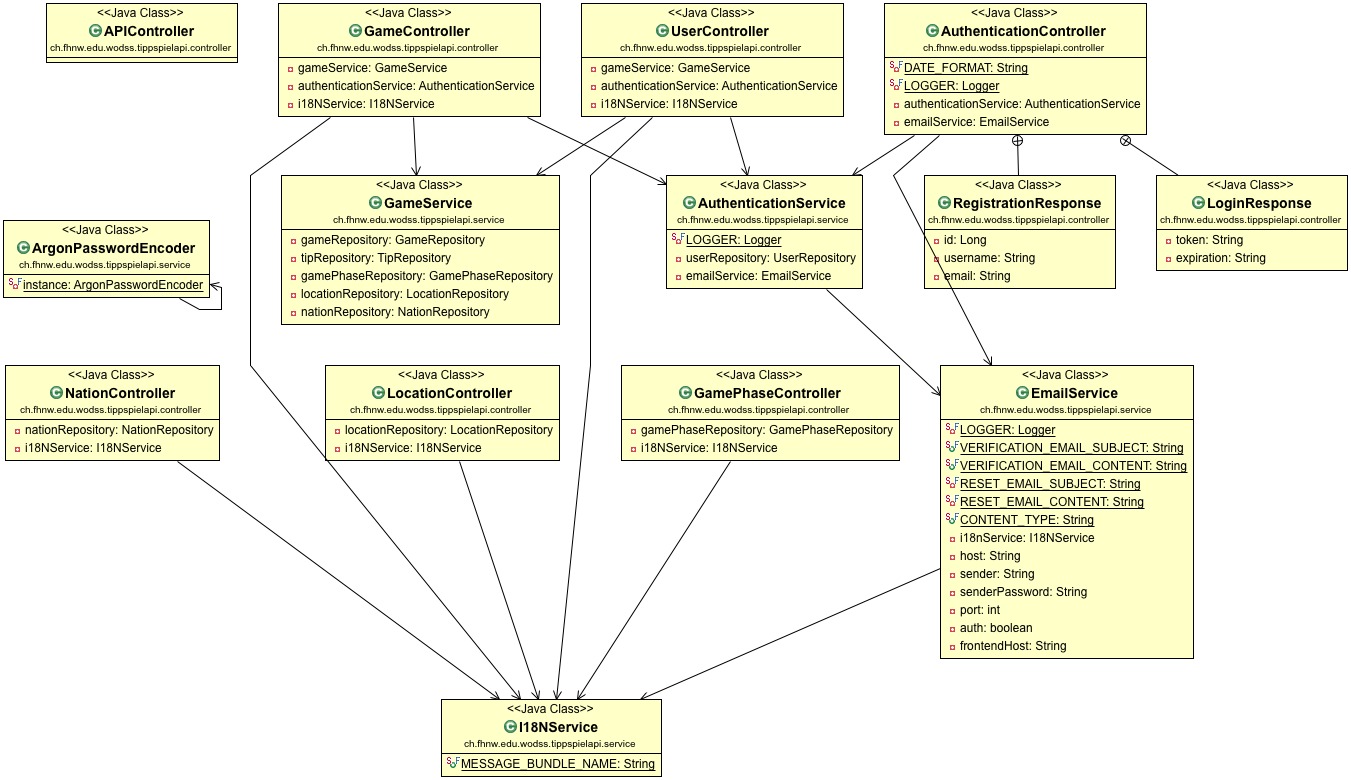 <<Java Class>>
APIController
ch.fhnw.edu.wodss.tippspielapi.controller
<<Java Class>>
GameController
ch.fhnw.edu.wodss.tippspielapi.controller
gameService: GameService
authenticationService: AuthenticationService
i18NService: I18NService
<<Java Class>>
UserController
ch.fhnw.edu.wodss.tippspielapi.controller
gameService: GameService
authenticationService: AuthenticationService
i18NService: I18NService
<<Java Class>>
AuthenticationController
ch.fhnw.edu.wodss.tippspielapi.controller
DATE_FORMAT: String
LOGGER: Logger
authenticationService: AuthenticationService
emailService: EmailService
<<Java Class>>
ArgonPasswordEncoder
ch.fhnw.edu.wodss.tippspielapi.service
instance: ArgonPasswordEncoder
<<Java Class>>
GameService
ch.fhnw.edu.wodss.tippspielapi.service
gameRepository: GameRepository
tipRepository: TipRepository
gamePhaseRepository: GamePhaseRepository
locationRepository: LocationRepository
nationRepository: NationRepository
<<Java Class>>
AuthenticationService
ch.fhnw.edu.wodss.tippspielapi.service
LOGGER: Logger
userRepository: UserRepository
emailService: EmailService
<<Java Class>>
RegistrationResponse
ch.fhnw.edu.wodss.tippspielapi.controller
id: Long
username: String
email: String
<<Java Class>>
LoginResponse
ch.fhnw.edu.wodss.tippspielapi.controller
token: String
expiration: String
<<Java Class>>
NationController
ch.fhnw.edu.wodss.tippspielapi.controller
nationRepository: NationRepository
i18NService: I18NService
<<Java Class>>
LocationController
ch.fhnw.edu.wodss.tippspielapi.controller
locationRepository: LocationRepository
i18NService: I18NService
<<Java Class>>
GamePhaseController
ch.fhnw.edu.wodss.tippspielapi.controller
gamePhaseRepository: GamePhaseRepository
i18NService: I18NService
<<Java Class>>
EmailService
ch.fhnw.edu.wodss.tippspielapi.service
LOGGER: Logger
VERIFICATION_EMAIL_SUBJECT: String
VERIFICATION_EMAIL_CONTENT: String
RESET_EMAIL_SUBJECT: String
RESET_EMAIL_CONTENT: String
CONTENT_TYPE: String
i18nService: I18NService
host: String
sender: String
senderPassword: String
port: int
auth: boolean
frontendHost: String
<<Java Class>>
I18NService
ch.fhnw.edu.wodss.tippspielapi.service
MESSAGE_BUNDLE_NAME: String